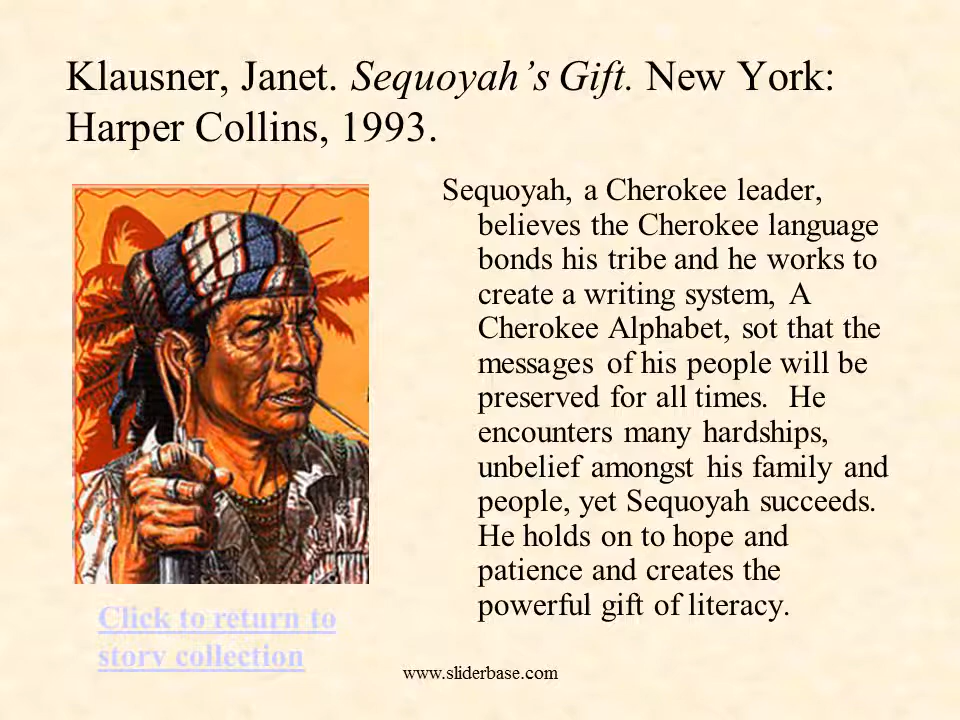 Klausner, Janet. Sequoyah’s Gift. New York:
Harper Collins, 1993.
Sequoyah, a Cherokee leader,
believes the Cherokee language
bonds his tribe and he works to
create a writing system, A
Cherokee Alphabet, sot that the
messages of his people will be
preserved for all times. He
encounters many hardships,
unbelief amongst his family and
people, yet Sequoyah succeeds.
He holds on to hope and
patience and creates the
powerful gift of literacy.
Click to return to
story collection
www.sliderbase.com